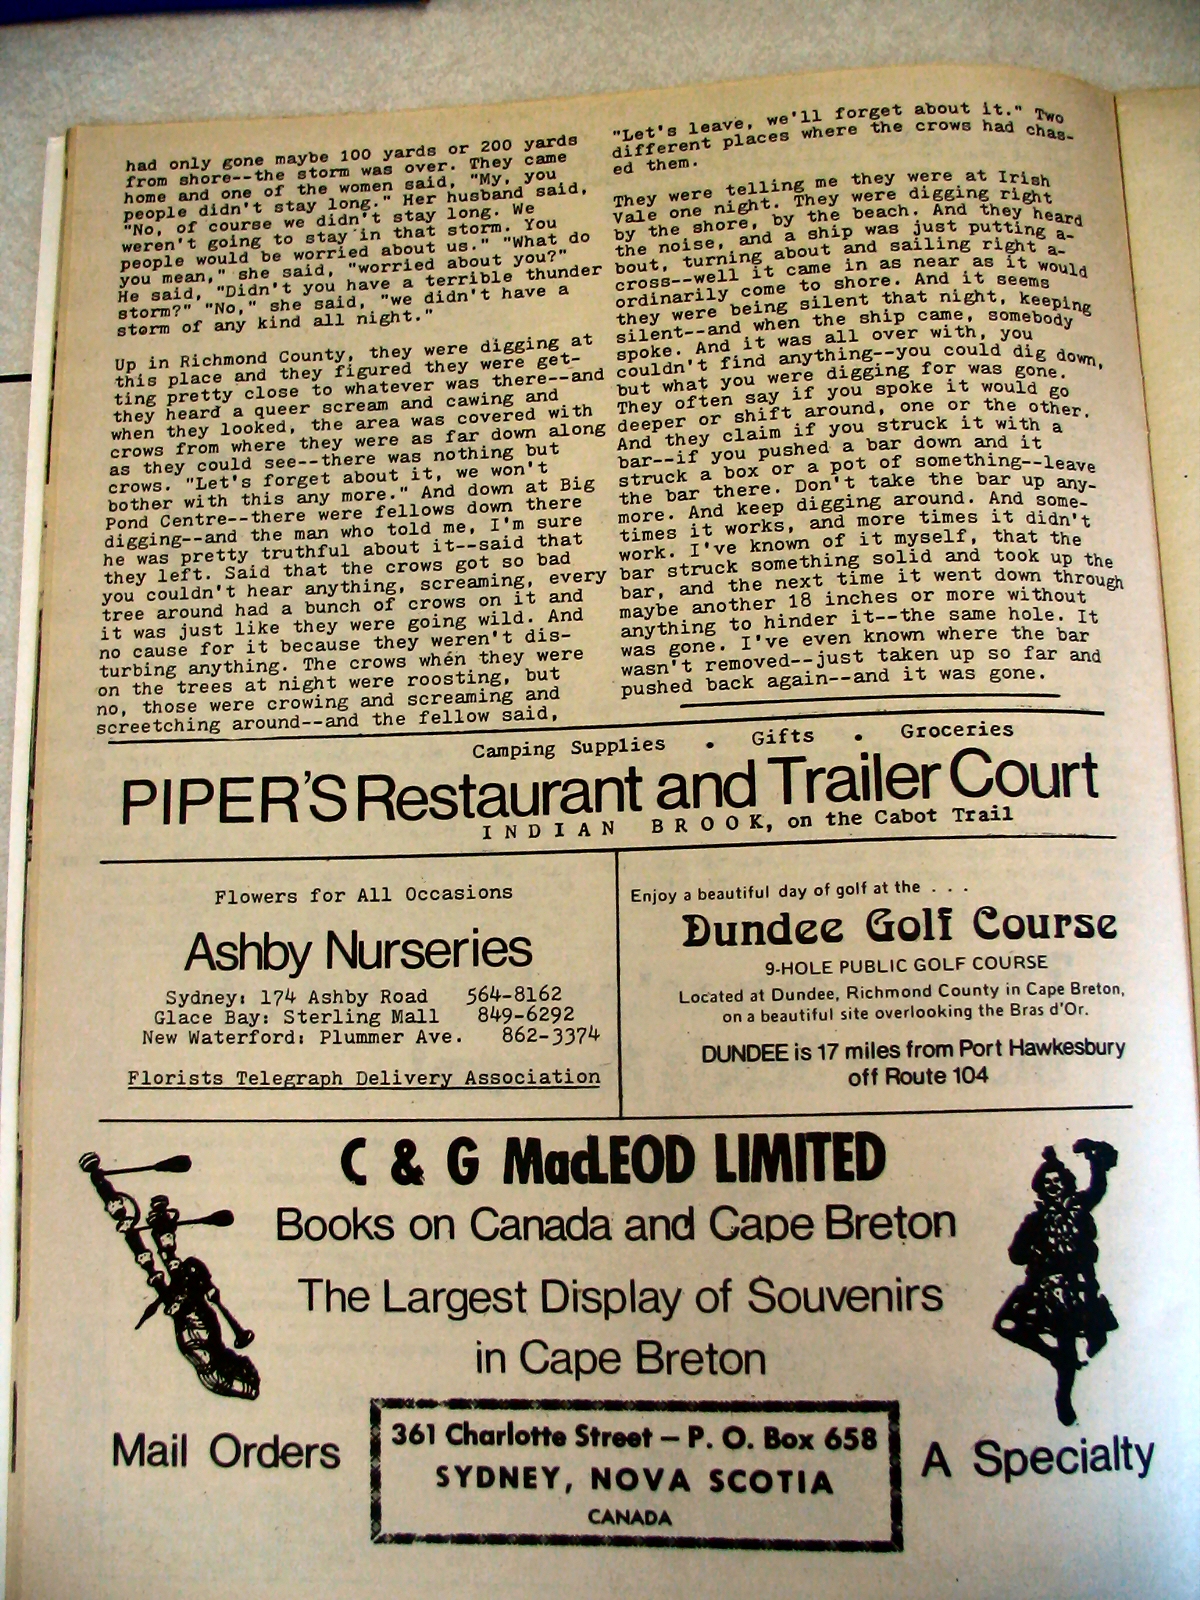 had only gone maybe 100 yards or 200 yards
from shore--the storm was over. They came
home and one of the women said, "My, you
people didn't stay long." Her husband said,
"No, of course we didn't stay long. We
weren't going to stay in that storm. You
people would be worried about us." "What do
you mean," she said, "worried about you?"
He said, "Didn't you have a terrible thunder
storm?" "No," she said, "we didn't have a
storm of any kind all night."
Up in Richmond County, they were digging at
this place and they figured they were get-
ting pretty close to whatever was there--and
they heard a queer scream and cawing and
when they looked, the area was covered with
crows from where they were as far down along
as they could see--there was nothing but
crows. "Let's forget about it, we won't
bother with this any more." And down at Big
Pond Centre--there were fellows down there
digging--and the man who told me, I'm sure
he was pretty truthful about it--said that
they left. Said that the crows got so bad
you couldn't hear anything, screaming, every
tree around had a bunch of crows on it and
it was just like they were going wild. And
no cause for it because they weren't dis-
turbing anything. The crows when they were
on the trees at night were roosting, but
no, those were crowing and screaming and
screetching around--and the fellow said,
"Let's leave, we'll forget about it." Two
different places where the crows had chas-
ed them.
They were telling me they were at Irish
Vale one night. They were digging right
by the shore, by the beach. And they heard
the noise, and a ship was just putting a-
bout, turning about and sailing right a-
cross--well it came in as near as it would
ordinarily come to shore. And it seems
they were being silent that night, keeping
silent--and when the ship came, somebody
spoke. And it was all over with, you
couldn't find anything--you could dig down,
but what you were digging for was gone.
They often say if you spoke it would go
deeper or shift around, one or the other.
And they claim if you struck it with a
bar--if you pushed a bar down and it
struck a box or a pot of something--leave
the bar there. Don't take the bar up any-
more. And keep digging around. And some-
times it works, and more times it didn't
work. I've known of it myself, that the
bar struck something solid and took up the
bar, and the next time it went down through
maybe another 18 inches or more without
anything to hinder it--the same hole. It
was gone. I've even known where the bar
wasn't removed--just taken up so far and
pushed back again--and it was gone.
Camping Supplies • Gifts • Groceries
PIPER'S Restaurant and Trailer Court
INDIAN BROOK, on the Cabot Trail
Flowers for All Occasions
Ashby Nurseries
Sydney: 174 Ashby Road 564-8162
Glace Bay: Sterling Mall 849-6292
New Waterford: Plummer Ave. 862-3374
Florists Telegraph Delivery Association
Enjoy a beautiful day of golf at the . . .
Dundee Golf Course
9-HOLE PUBLIC GOLF COURSE
Located at Dundee, Richmond County in Cape Breton,
on a beautiful site overlooking the Bras d'Or.
DUNDEE is 17 miles from Port Hawkesbury
off Route 104
C & G MacLEOD LIMITED
Books on Canada and Cape Breton
The Largest Display of Souvenirs
in Cape Breton
Mail Orders
361 Charlotte Street – P. O. Box 658
SYDNEY, NOVA SCOTIA
CANADA
A Specialty